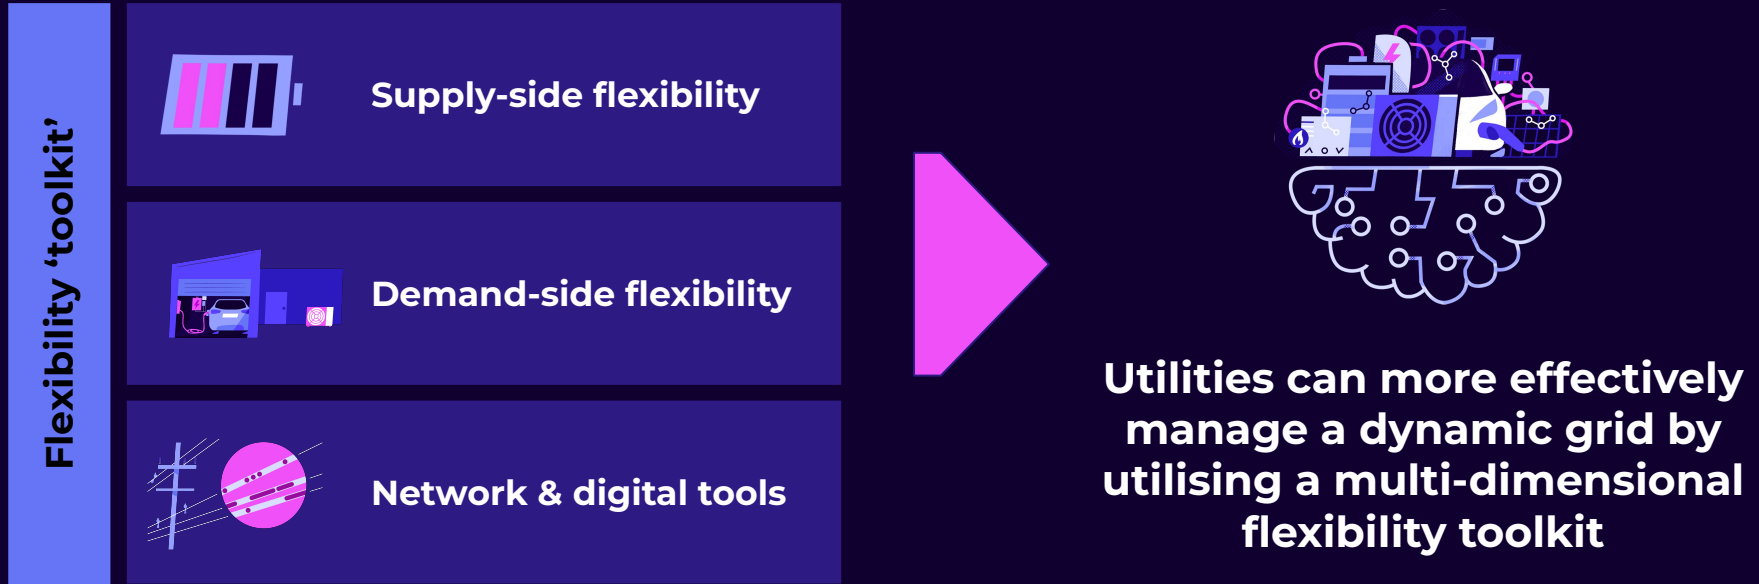 Flexibility ‘toolkit’
Supply-side flexibility
Demand-side flexibility
Network & digital tools
Utilities can more effectively
manage a dynamic grid by
utilising a multi-dimensional
flexibility toolkit